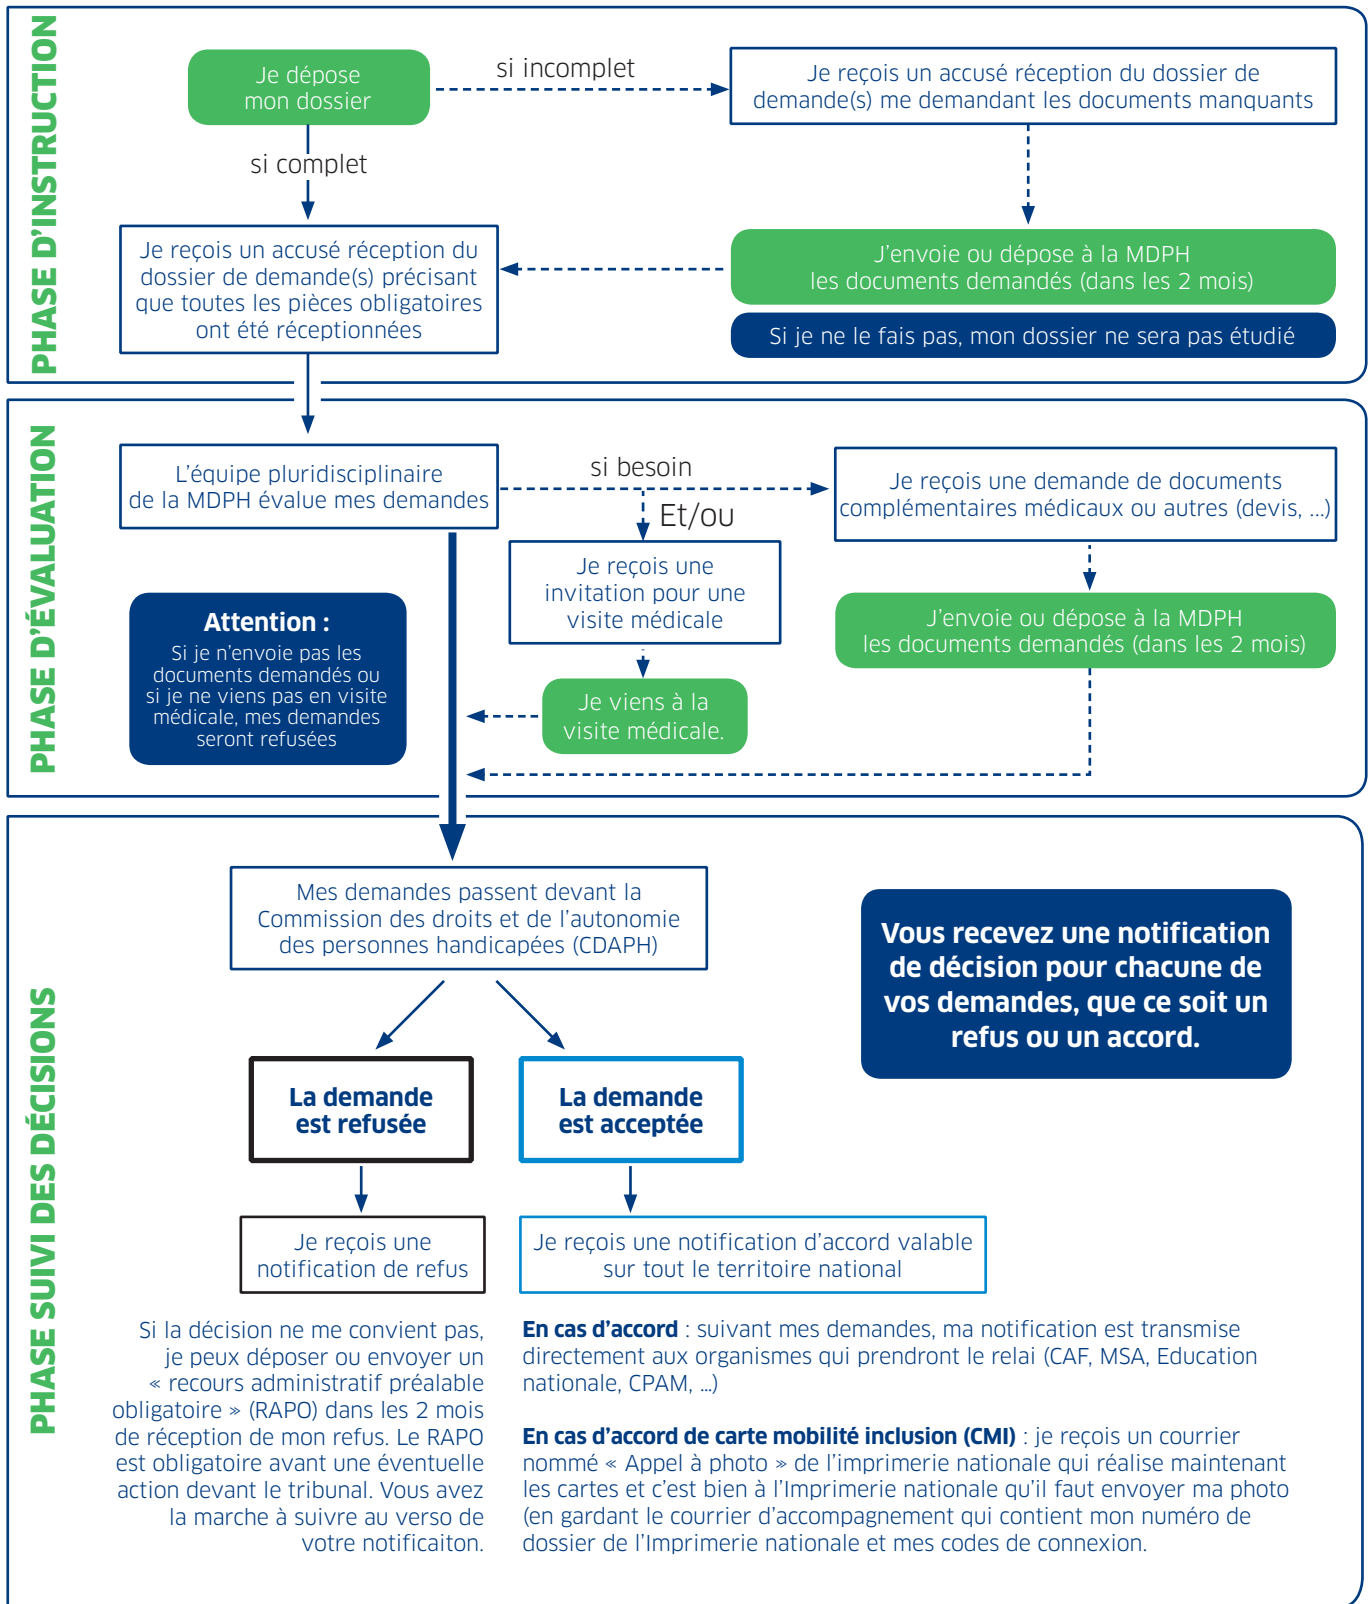 PHASE D'INSTRUCTION
Je dépose
mon dossier
si incomplet
Je reçois un accusé réception du dossier de
demande(s) me demandant les documents manquants
si complet
Je reçois un accusé réception du
dossier de demande(s) précisant
que toutes les pièces obligatoires
ont été réceptionnées
J'envoie ou dépose à la MDPH
les documents demandés (dans les 2 mois)
Si je ne le fais pas, mon dossier ne sera pas étudié
PHASE D'ÉVALUATION
L'équipe pluridisciplinaire
de la MDPH évalue mes demandes
si besoin
Et/ou
Je reçois une demande de documents
complémentaires médicaux ou autres (devis, ...)
Je reçois une
invitation pour une
visite médicale
J'envoie ou dépose à la MDPH
les documents demandés (dans les 2 mois)
Attention :
Si je n'envoie pas les
documents demandés ou
si je ne viens pas en visite
médicale, mes demandes
seront refusées
Je viens à la
visite médicale.
PHASE SUIVI DES DÉCISIONS
Mes demandes passent devant la
Commission des droits et de l'autonomie
des personnes handicapées (CDAPH)
Vous recevez une notification
de décision pour chacune de
vos demandes, que ce soit un
refus ou un accord.
La demande
est refusée
La demande
est acceptée
Je reçois une
notification de refus
Je reçois une notification d'accord valable
sur tout le territoire national
Si la décision ne me convient pas,
je peux déposer ou envoyer un
« recours administratif préalable
obligatoire » (RAPO) dans les 2 mois
de réception de mon refus. Le RAPO
est obligatoire avant une éventuelle
action devant le tribunal. Vous avez
la marche à suivre au verso de
votre notificaiton.
En cas d'accord : suivant mes demandes, ma notification est transmise
directement aux organismes qui prendront le relai (CAF, MSA, Education
nationale, CPAM, ...)
En cas d'accord de carte mobilité inclusion (CMI) : je reçois un courrier
nommé « Appel à photo » de l'imprimerie nationale qui réalise maintenant
les cartes et c'est bien à l'Imprimerie nationale qu'il faut envoyer ma photo
(en gardant le courrier d'accompagnement qui contient mon numéro de
dossier de l'Imprimerie nationale et mes codes de connexion.